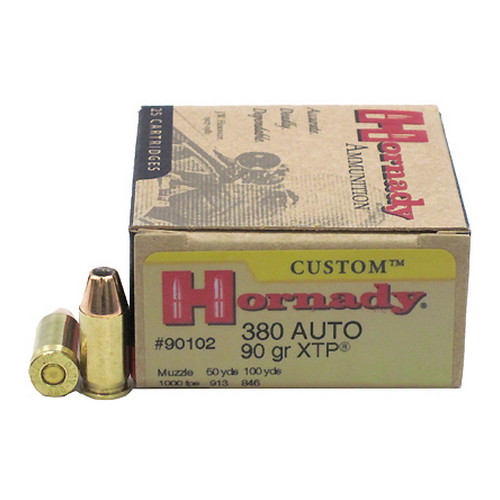 25 CARTRIDGES
Accurate.
Deadly.
Dependable.
Hornady
AMMUNITION
CUSTOM™
Hornady®
#90102
380 AUTO
90 gr XTP®
Muzzle 50 yds 100 yds
1000 fps 913 846